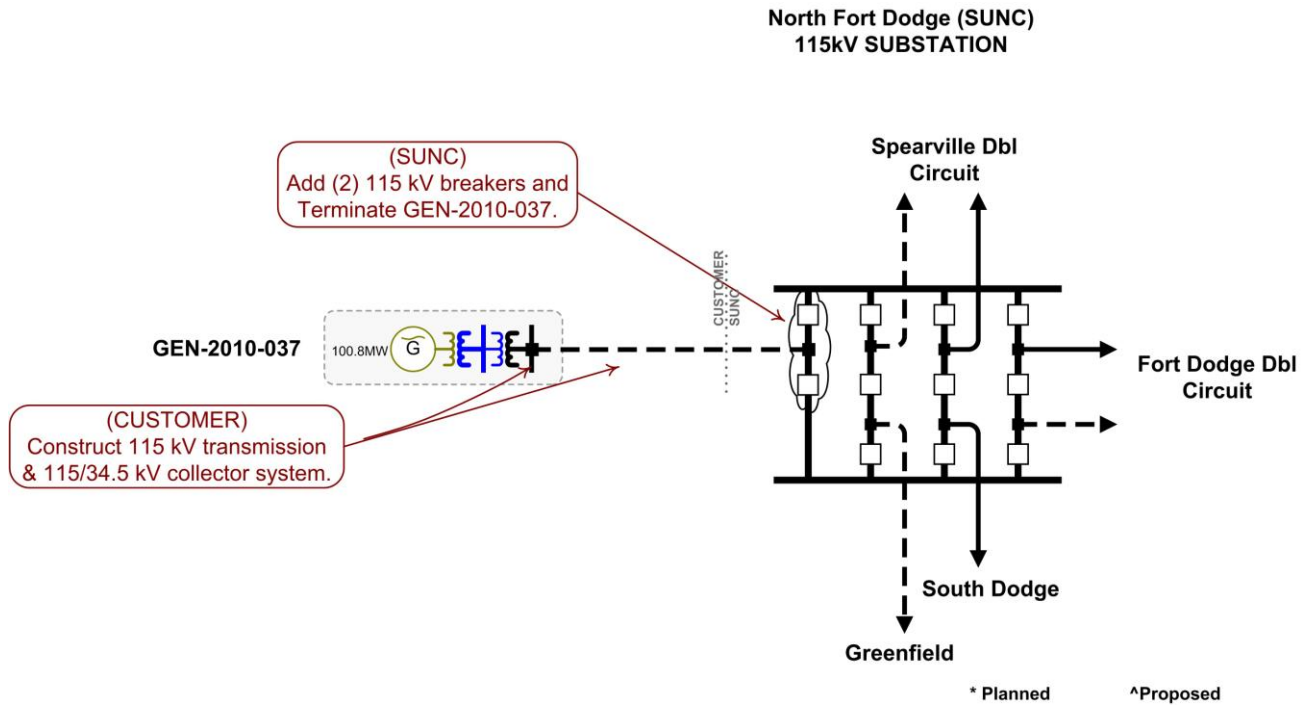 North Fort Dodge (SUNC)
115kV SUBSTATION
Spearville Dbl
Circuit
(SUNC)
Add (2) 115 kV breakers and
Terminate GEN-2010-037.
CUSTOMER
SUNC
GEN-2010-037
100.8MW
G
Fort Dodge Dbl
Circuit
(CUSTOMER)
Construct 115 kV transmission
& 115/34.5 kV collector system.
South Dodge
Greenfield
* Planned
^Proposed